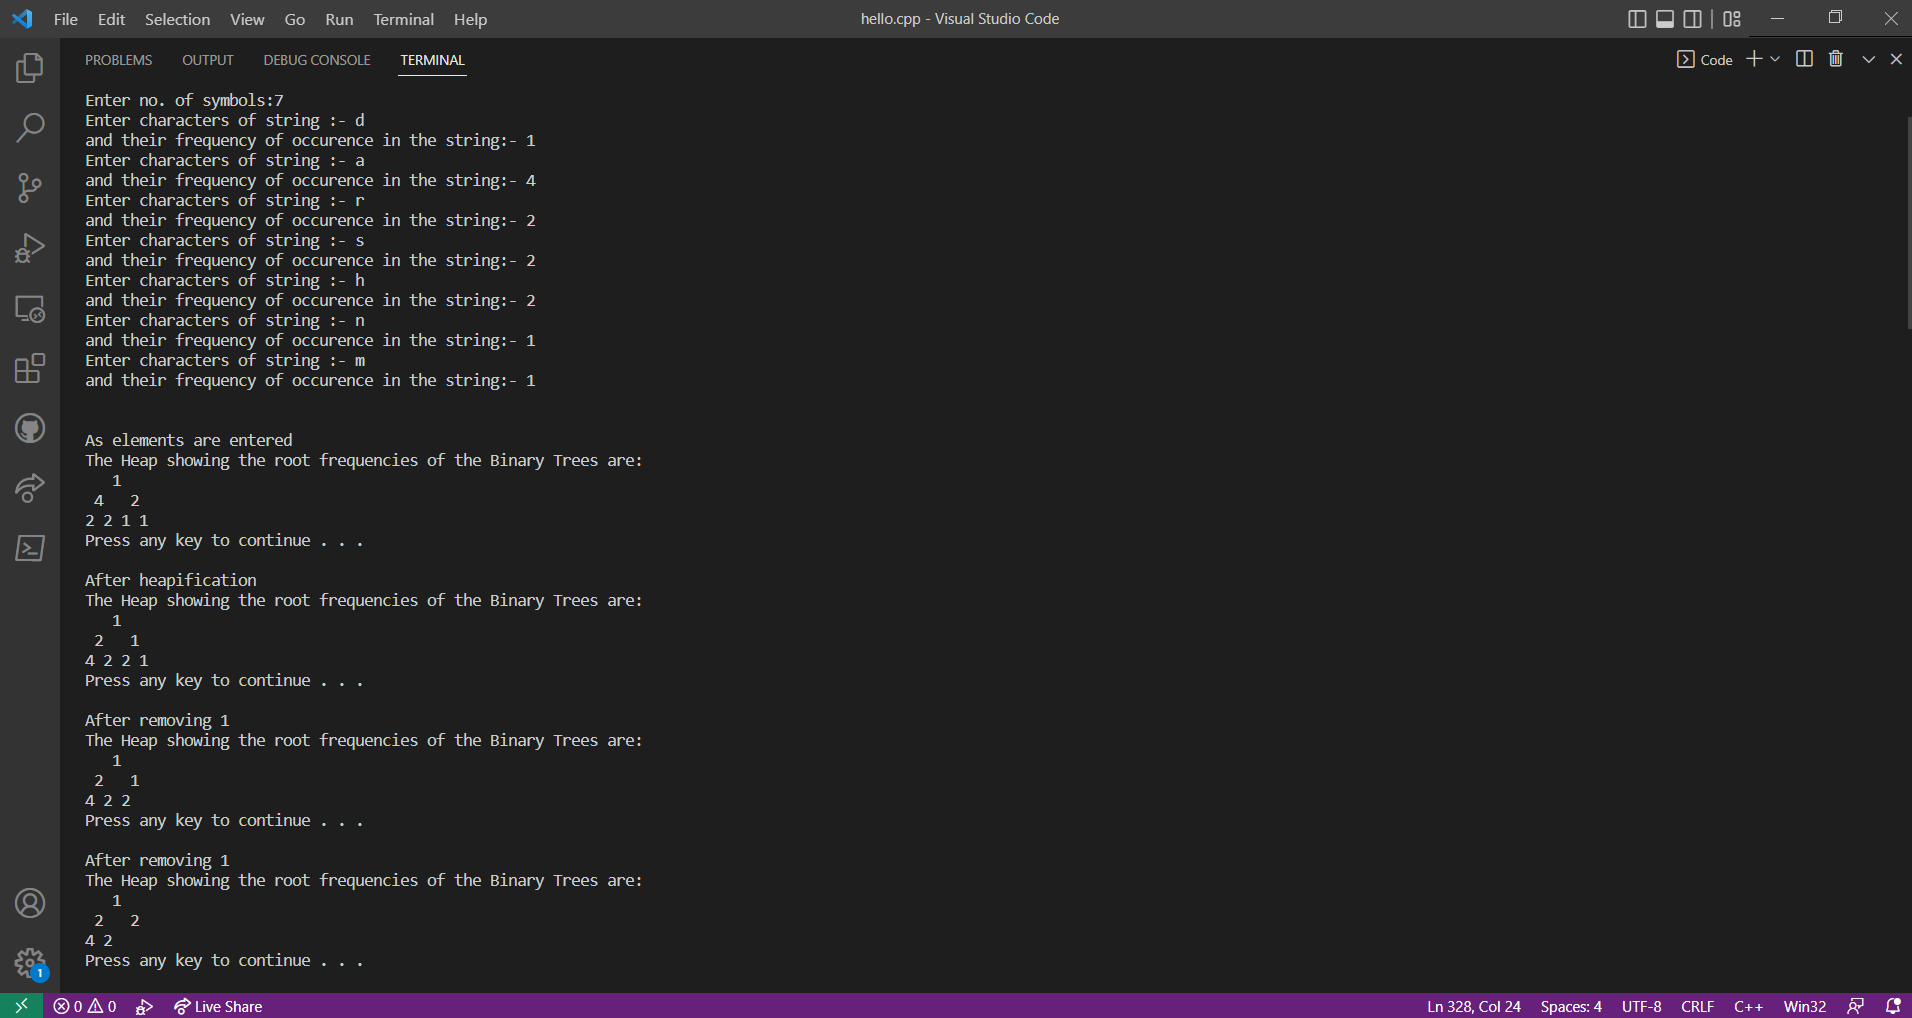 File Edit Selection View Go Run Terminal Help hello.cpp - Visual Studio Code
PROBLEMS OUTPUT DEBUG CONSOLE TERMINAL Code
Enter no. of symbols:7
Enter characters of string :- d
and their frequency of occurence in the string:- 1
Enter characters of string :- a
and their frequency of occurence in the string:- 4
Enter characters of string :- r
and their frequency of occurence in the string:- 2
Enter characters of string :- s
and their frequency of occurence in the string:- 2
Enter characters of string :- h
and their frequency of occurence in the string:- 2
Enter characters of string :- n
and their frequency of occurence in the string:- 1
Enter characters of string :- m
and their frequency of occurence in the string:- 1
As elements are entered
The Heap showing the root frequencies of the Binary Trees are:
1
4 2
2 2 1 1
Press any key to continue . . .
After heapification
The Heap showing the root frequencies of the Binary Trees are:
1
2 1
4 2 2 1
Press any key to continue . . .
After removing 1
The Heap showing the root frequencies of the Binary Trees are:
1
2 1
4 2 2
Press any key to continue . . .
After removing 1
The Heap showing the root frequencies of the Binary Trees are:
1
2 2
4 2
Press any key to continue . . .
1
0 0 Live Share Ln 328, Col 24 Spaces: 4 UTF-8 CRLF C++ Win32